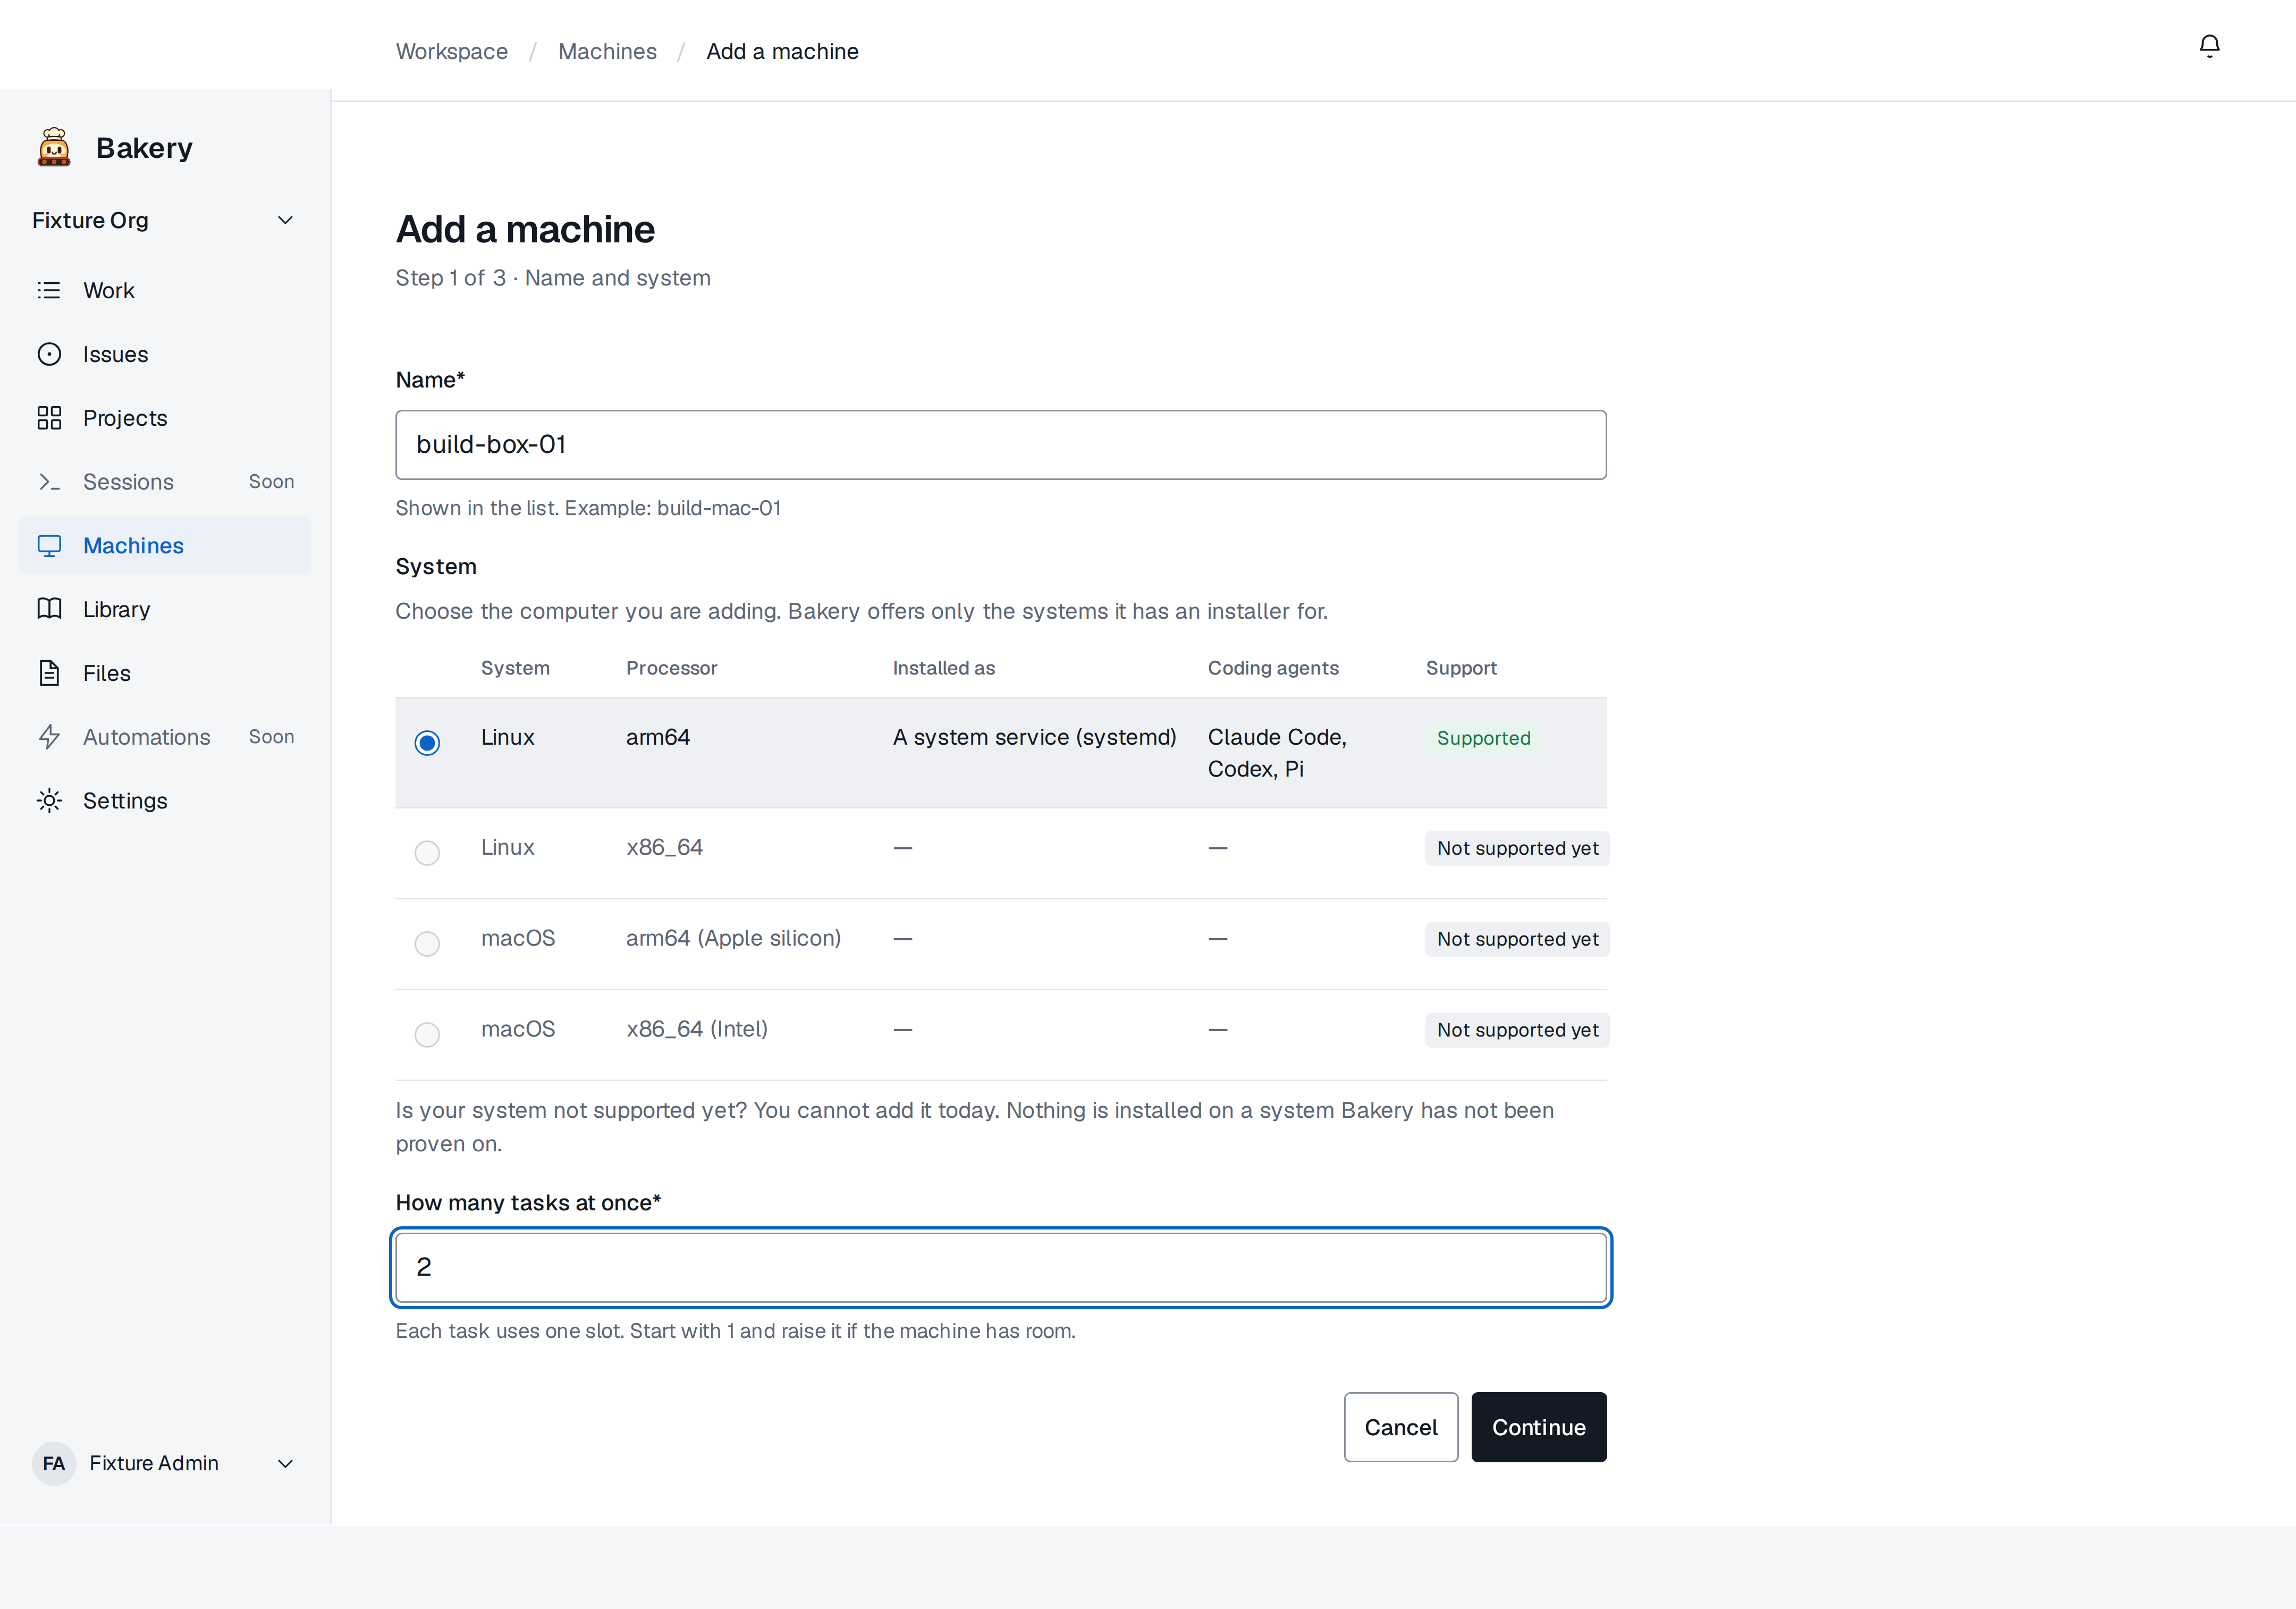 Workspace / Machines / Add a machine
Bakery
Fixture Org
Work
Issues
Projects
Sessions Soon
Machines
Library
Files
Automations Soon
Settings
FA Fixture Admin
Add a machine
Step 1 of 3 · Name and system
Name*
build-box-01
Shown in the list. Example: build-mac-01
System
Choose the computer you are adding. Bakery offers only the systems it has an installer for.
System Processor Installed as Coding agents Support
Linux arm64 A system service (systemd) Claude Code, Supported
Codex, Pi
Linux x86_64 — — Not supported yet
macOS arm64 (Apple silicon) — — Not supported yet
macOS x86_64 (Intel) — — Not supported yet
Is your system not supported yet? You cannot add it today. Nothing is installed on a system Bakery has not been
proven on.
How many tasks at once*
2
Each task uses one slot. Start with 1 and raise it if the machine has room.
Cancel Continue